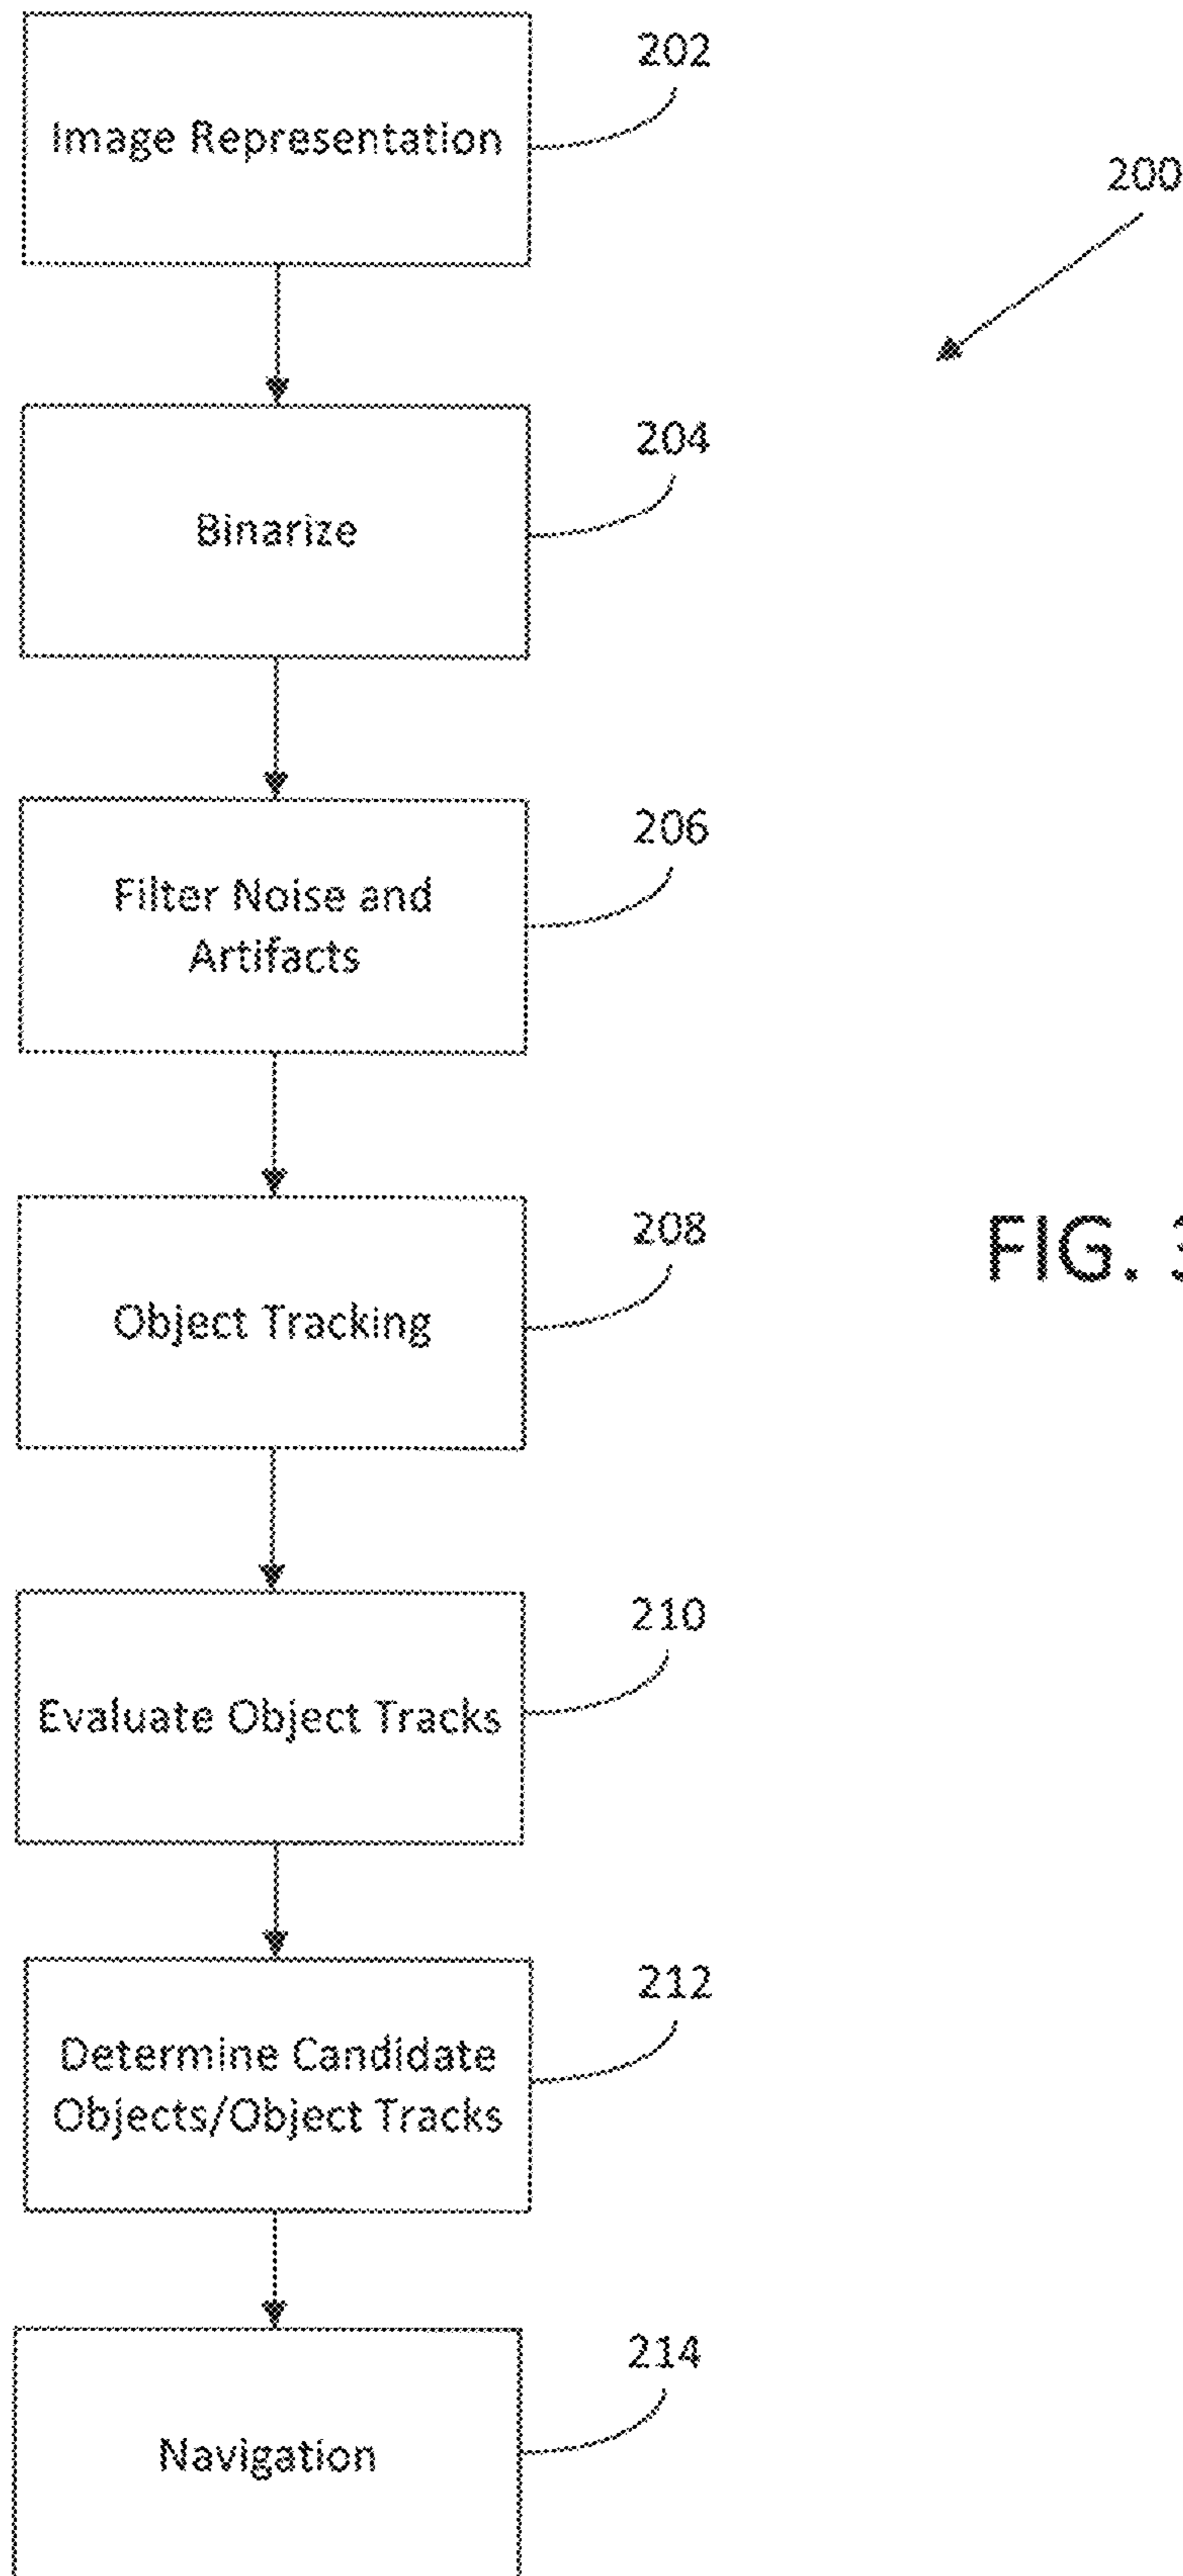 202
Image Representation
200
204
Binarize
206
Filter Noise and
Artifacts
208
FIG. 3
Object Tracking
210
Evaluate Object Tracks
212
Determine Candidate
Objects/Object Tracks
214
Navigation